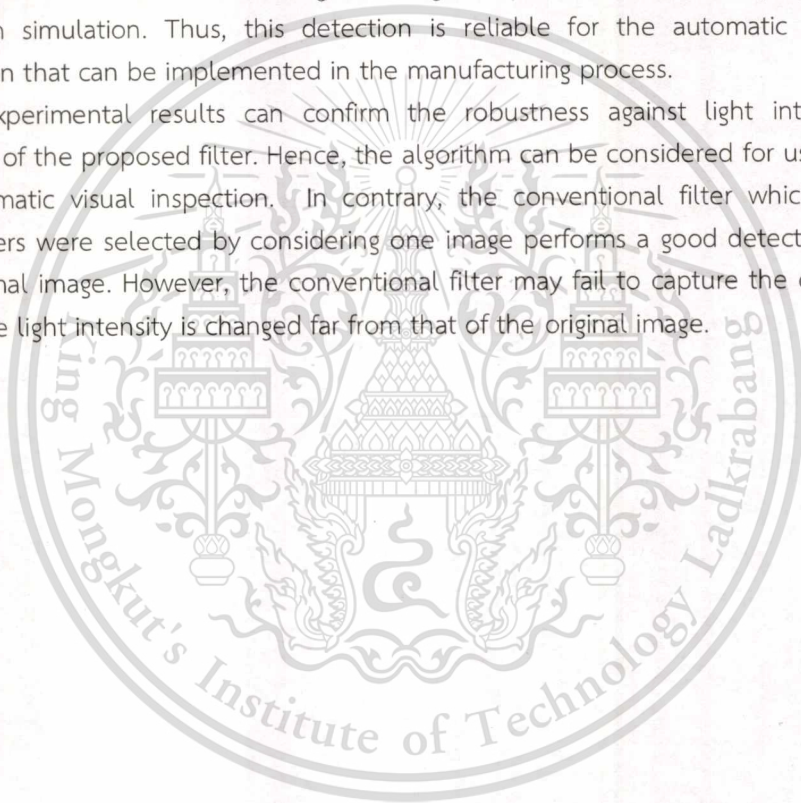 n simulation. Thus, this detection is reliable for the automatic
n that can be implemented in the manufacturing process.
xperimental results can confirm the robustness against light int
of the proposed filter. Hence, the algorithm can be considered for us
matic visual inspection. In contrary, the conventional filter whic
ers were selected by considering one image performs a good detect
nal image. However, the conventional filter may fail to capture the
e light intensity is changed far from that of the original image.
King Mongkut's Institute of Technology Ladkrabang